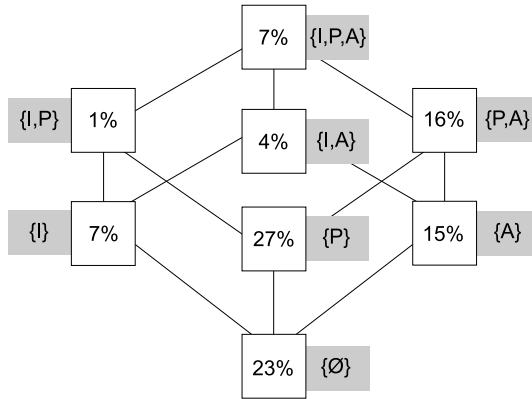 7% {I,P,A}
{I,P} 1%
4% {I,A}
16% {P,A}
{I} 7%
27% {P}
15% {A}
23% {Ø}